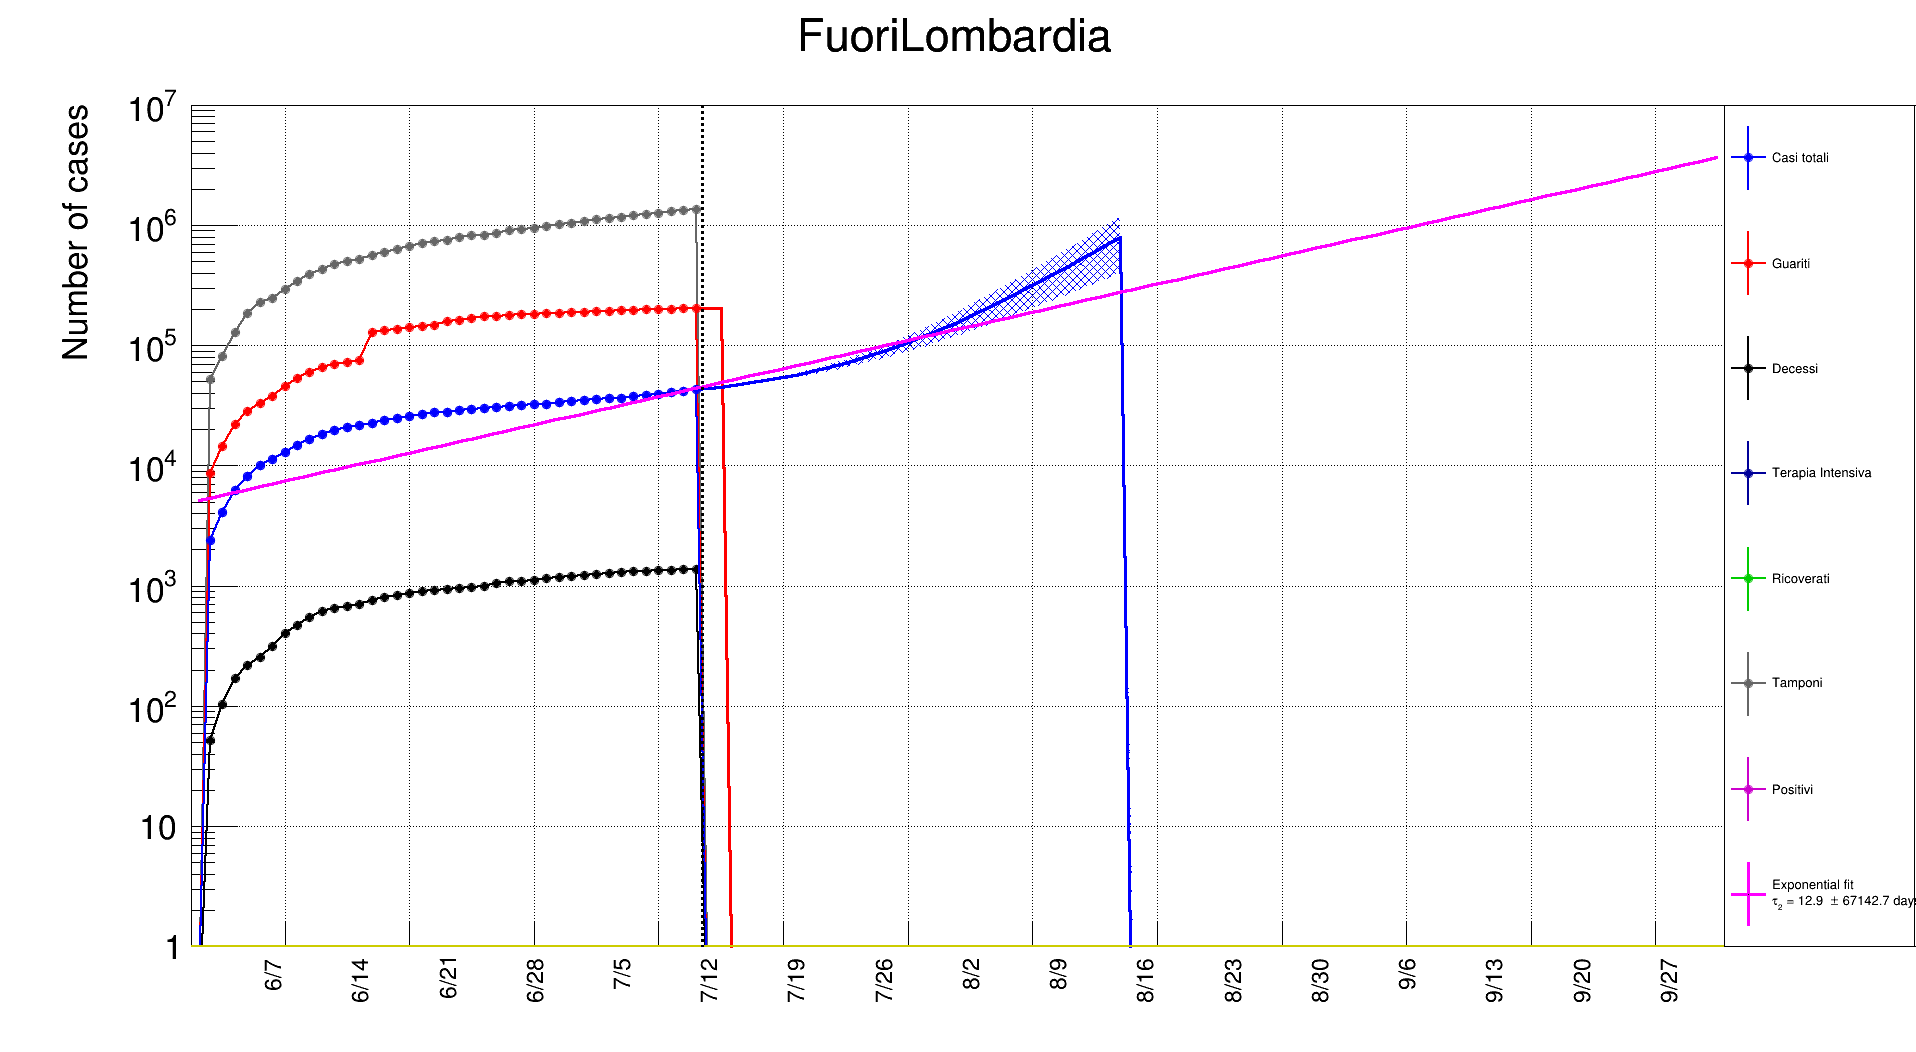 FuoriLombardia
Number of cases
10^7
10^6
10^5
10^4
10^3
10^2
10
1
6/7 6/14 6/21 6/28 7/5 7/12 7/19 7/26 8/2 8/9 8/16 8/23 8/30 9/6 9/13 9/20 9/27
Casi totali
Guariti
Decessi
Terapia Intensiva
Ricoverati
Tamponi
Positivi
Exponential fit
τ_2 = 12.9 ± 67142.7 days